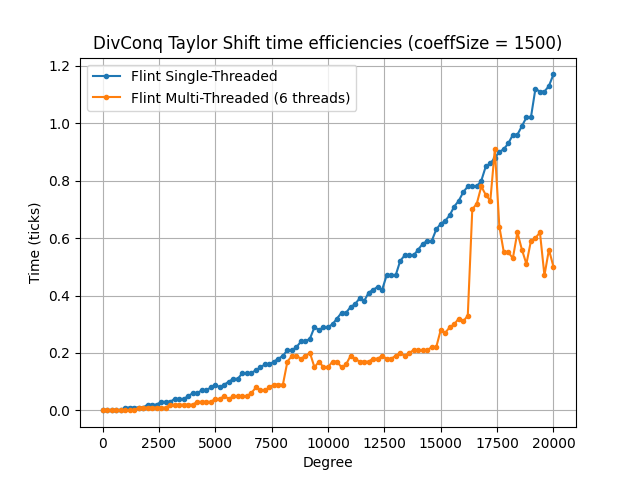 DivConq Taylor Shift time efficiencies (coeffSize = 1500)
Flint Single-Threaded
Flint Multi-Threaded (6 threads)
1.2
1.0
0.8
0.6
0.4
0.2
0.0
Time (ticks)
0 2500 5000 7500 10000 12500 15000 17500 20000
Degree